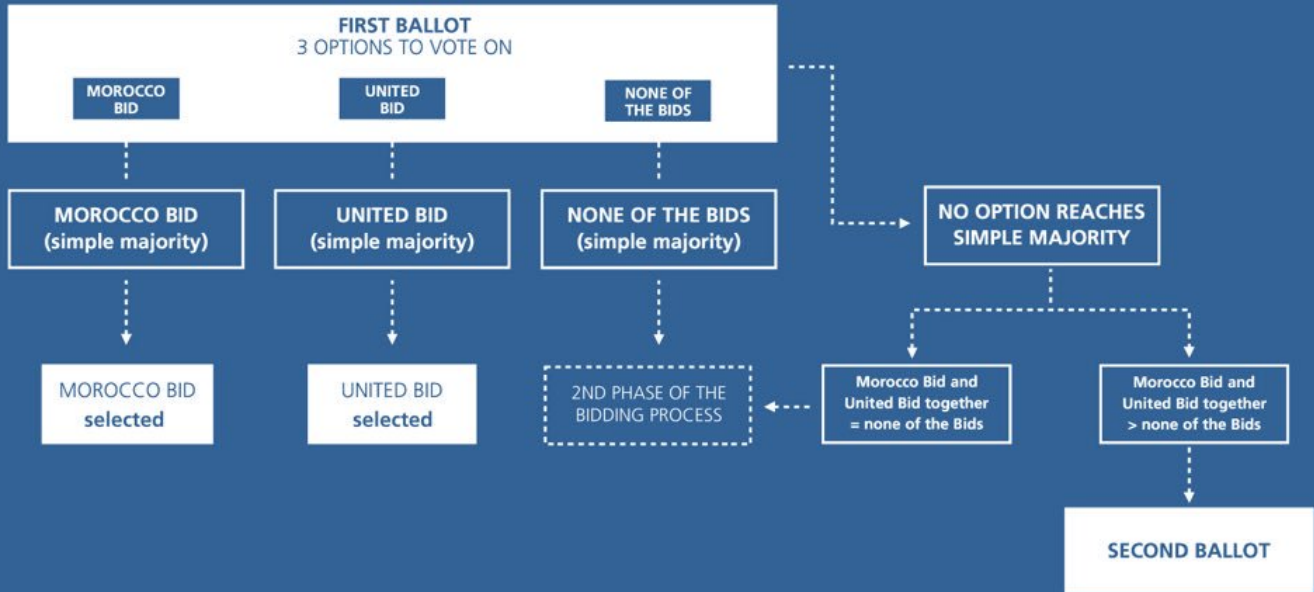 FIRST BALLOT
3 OPTIONS TO VOTE ON
MOROCCO
BID
UNITED
BID
NONE OF
THE BIDS
MOROCCO BID
(simple majority)
UNITED BID
(simple majority)
NONE OF THE BIDS
(simple majority)
NO OPTION REACHES
SIMPLE MAJORITY
MOROCCO BID
selected
UNITED BID
selected
2ND PHASE OF THE
BIDDING PROCESS
Morocco Bid and
United Bid together
= none of the Bids
Morocco Bid and
United Bid together
> none of the Bids
SECOND BALLOT